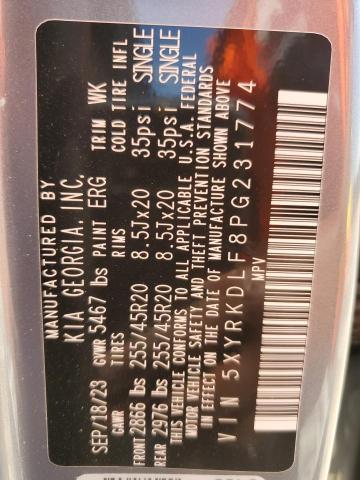 MANUFACTURED BY
KIA GEORGIA, INC.
SEP/18/23 GVWR 5467 lbs PAINT ERG TRIM WK
GAWR TIRES RIMS COLD TIRE INFL
FRONT 2866 lbs 255/45R20 8.5Jx20 35psi SINGLE
REAR 2976 lbs 255/45R20 8.5Jx20 35psi SINGLE
THIS VEHICLE CONFORMS TO ALL APPLICABLE U.S.A. FEDERAL
MOTOR VEHICLE SAFETY AND THEFT PREVENTION STANDARDS
IN EFFECT ON THE DATE OF MANUFACTURE SHOWN ABOVE
VIN 5XYRKDLF8PG231774
MPV